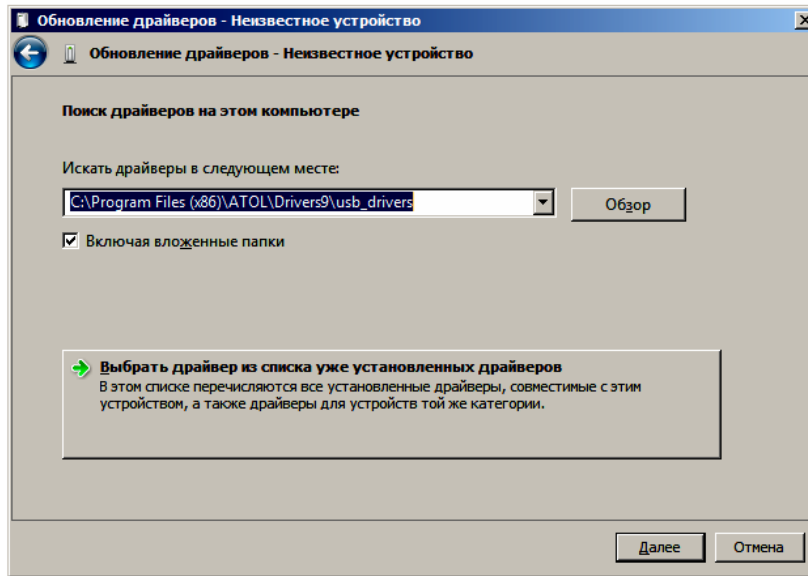 Обновление драйверов - Неизвестное устройство
Обновление драйверов - Неизвестное устройство
Поиск драйверов на этом компьютере
Искать драйверы в следующем месте:
C:\Program Files (x86)\ATOL\Drivers9\usb_drivers
Обзор
Включая вложенные папки
Выбрать драйвер из списка уже установленных драйверов
В этом списке перечисляются все установленные драйверы, совместимые с этим
устройством, а также драйверы для устройств той же категории.
Далее
Отмена